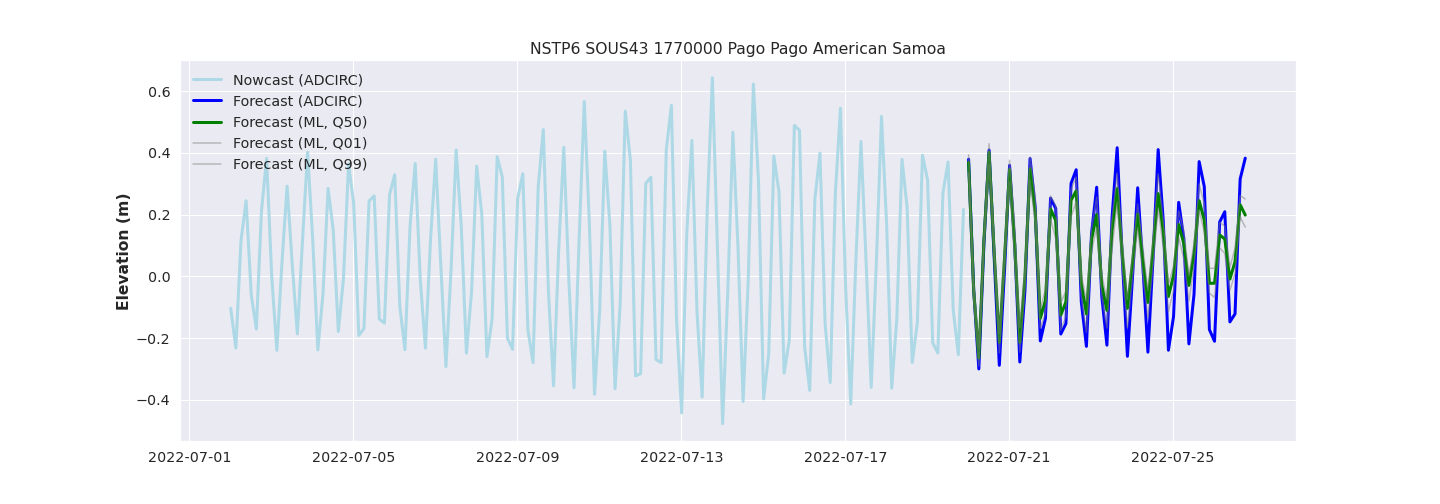 NSTP6 SOUS43 1770000 Pago Pago American Samoa
Nowcast (ADCIRC)
Forecast (ADCIRC)
Forecast (ML, Q50)
Forecast (ML, Q01)
Forecast (ML, Q99)
Elevation (m)
0.6
0.4
0.2
0.0
−0.2
−0.4
2022-07-01
2022-07-05
2022-07-09
2022-07-13
2022-07-17
2022-07-21
2022-07-25